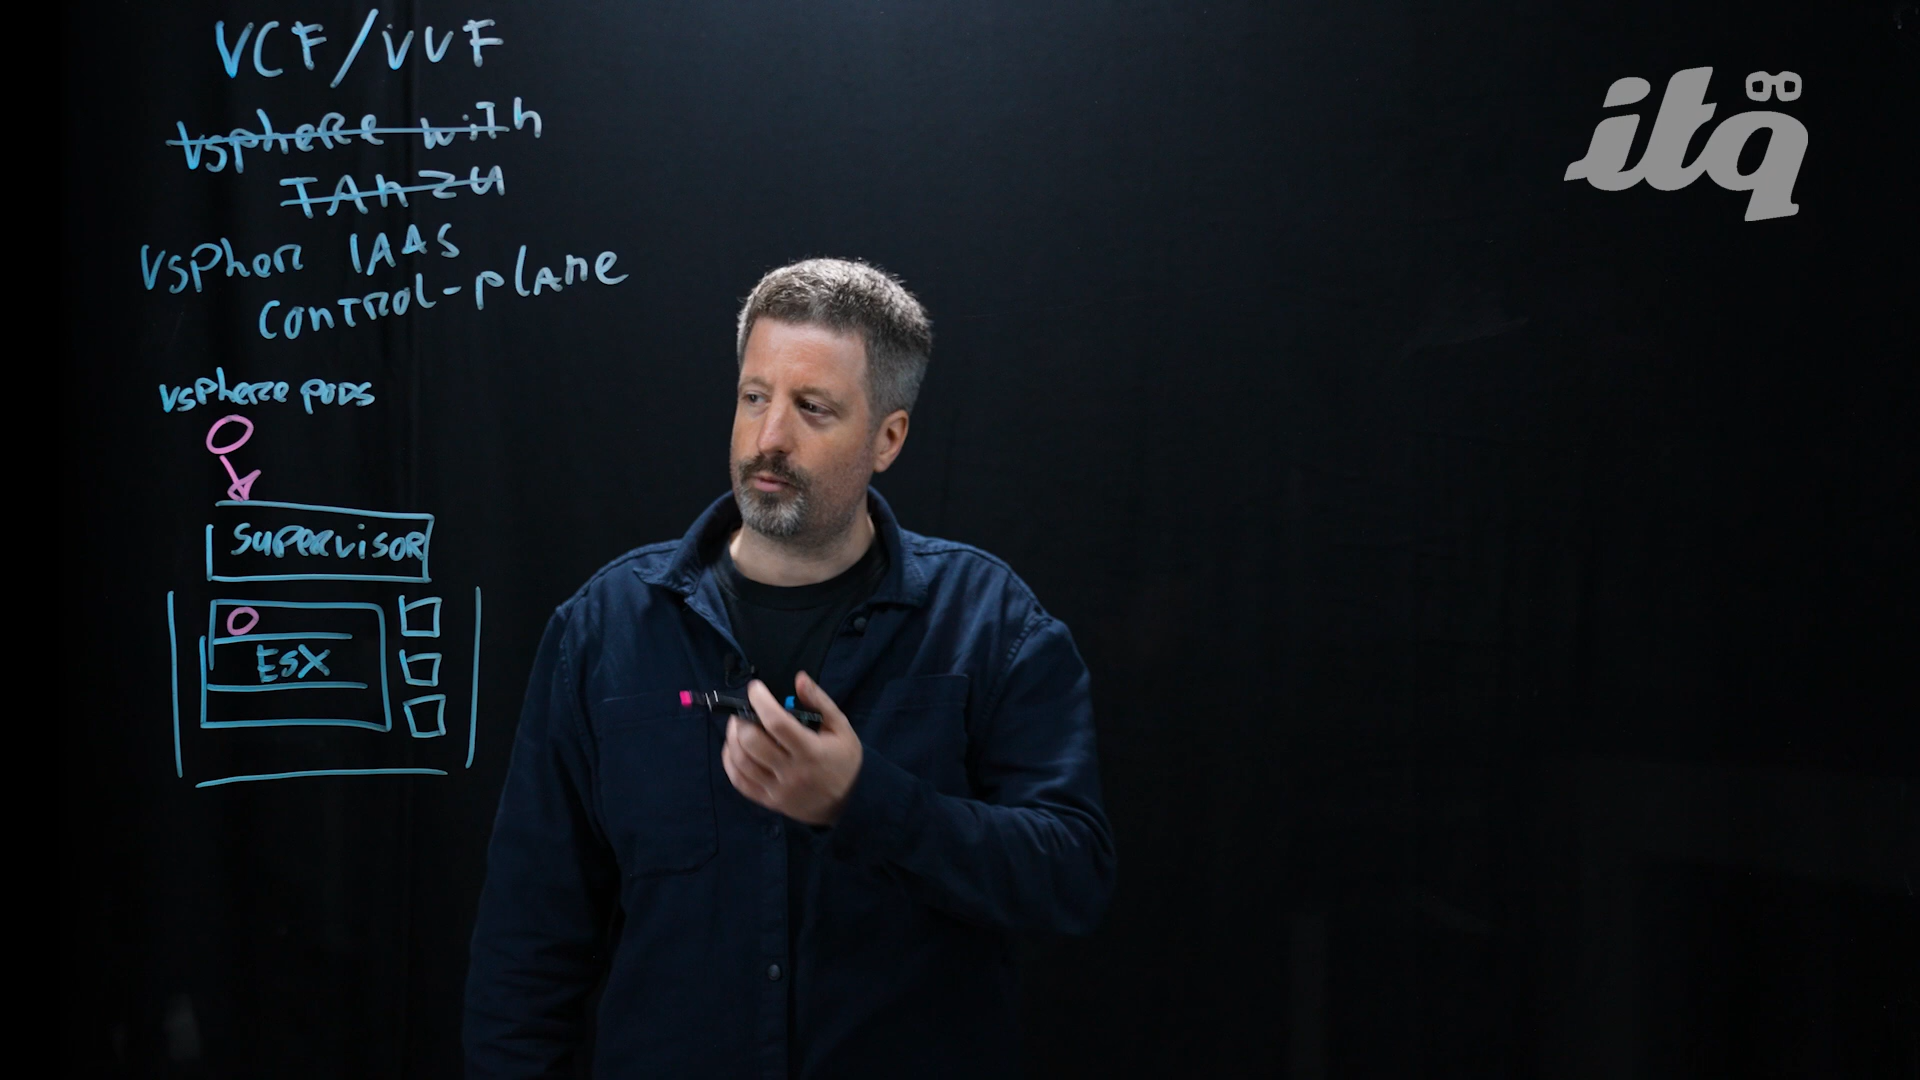 VCF/VVF
vsphere with
TAnzu
vsphere IAAS
control-plane
vsphere pods
supervisor
ESX
itq